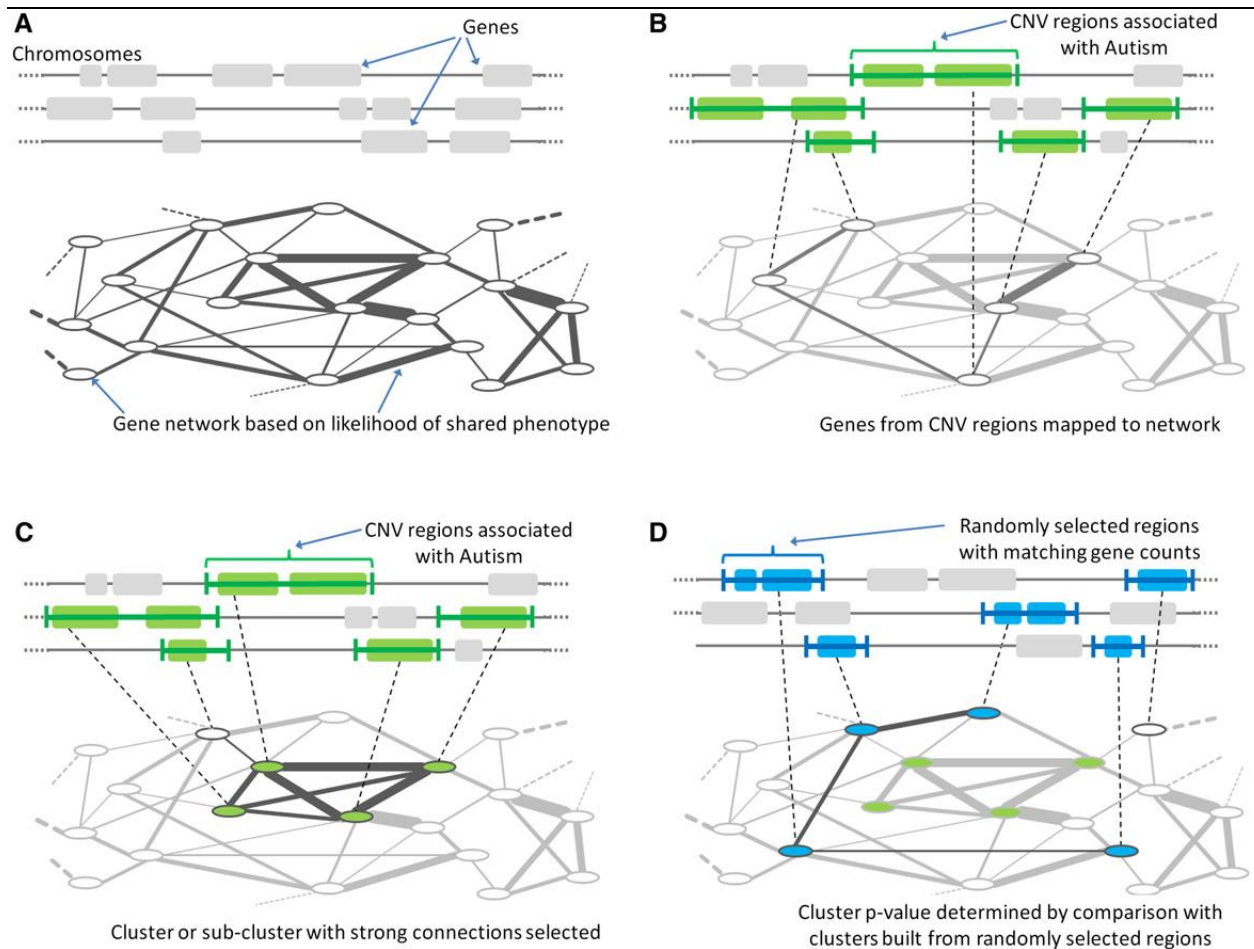 A
Genes
Chromosomes
Gene network based on likelihood of shared phenotype
B
CNV regions associated
with Autism
Genes from CNV regions mapped to network
C
CNV regions associated
with Autism
Cluster or sub-cluster with strong connections selected
D
Randomly selected regions
with matching gene counts
Cluster p-value determined by comparison with
clusters built from randomly selected regions